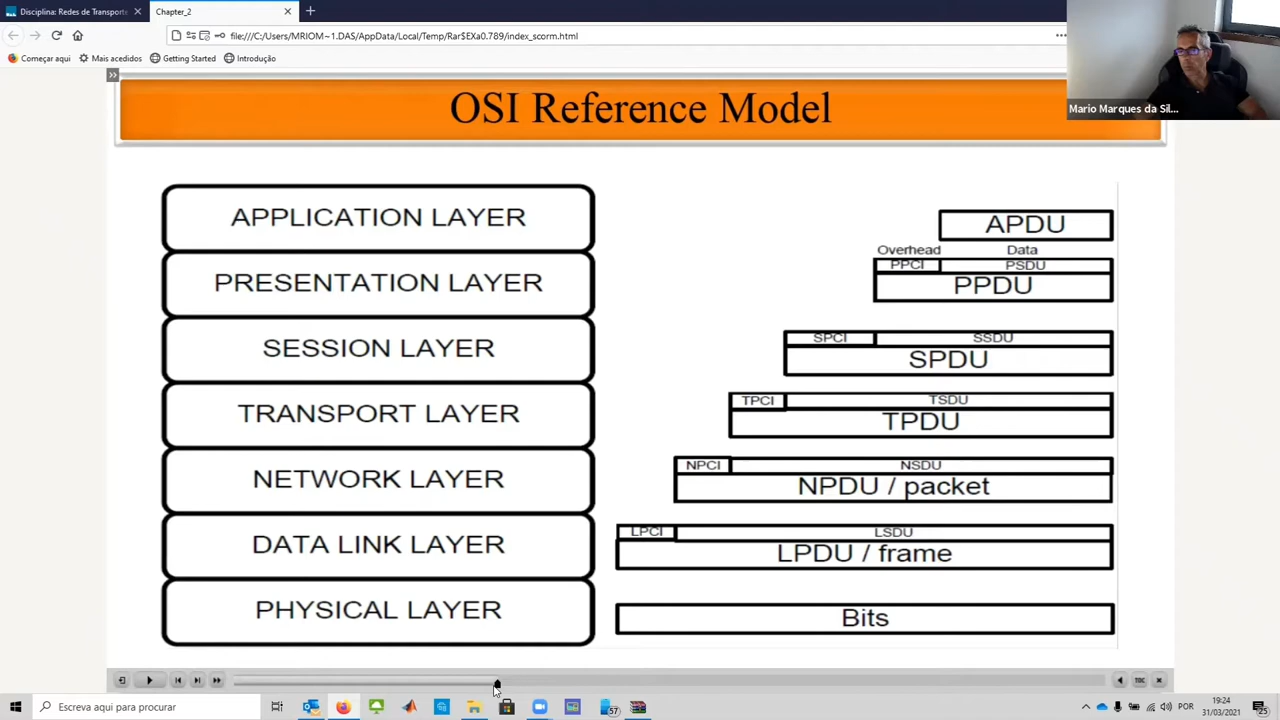 Disciplina: Redes de Transporte
Chapter_2
file:///C:/Users/MRIOM~1.DAS/AppData/Local/Temp/Rar$EXa0.789/index_scorm.html
Começar aqui
Mais acedidos
Getting Started
Introdução
Mario Marques da Sil...
OSI Reference Model
APPLICATION LAYER
PRESENTATION LAYER
SESSION LAYER
TRANSPORT LAYER
NETWORK LAYER
DATA LINK LAYER
PHYSICAL LAYER
APDU
Overhead Data
PPCI PSDU
PPDU
SPCI SSDU
SPDU
TPCI TSDU
TPDU
NPCI NSDU
NPDU / packet
LPCI LSDU
LPDU / frame
Bits
TOC
Escreva aqui para procurar
57
POR
19:24
31/03/2021
25